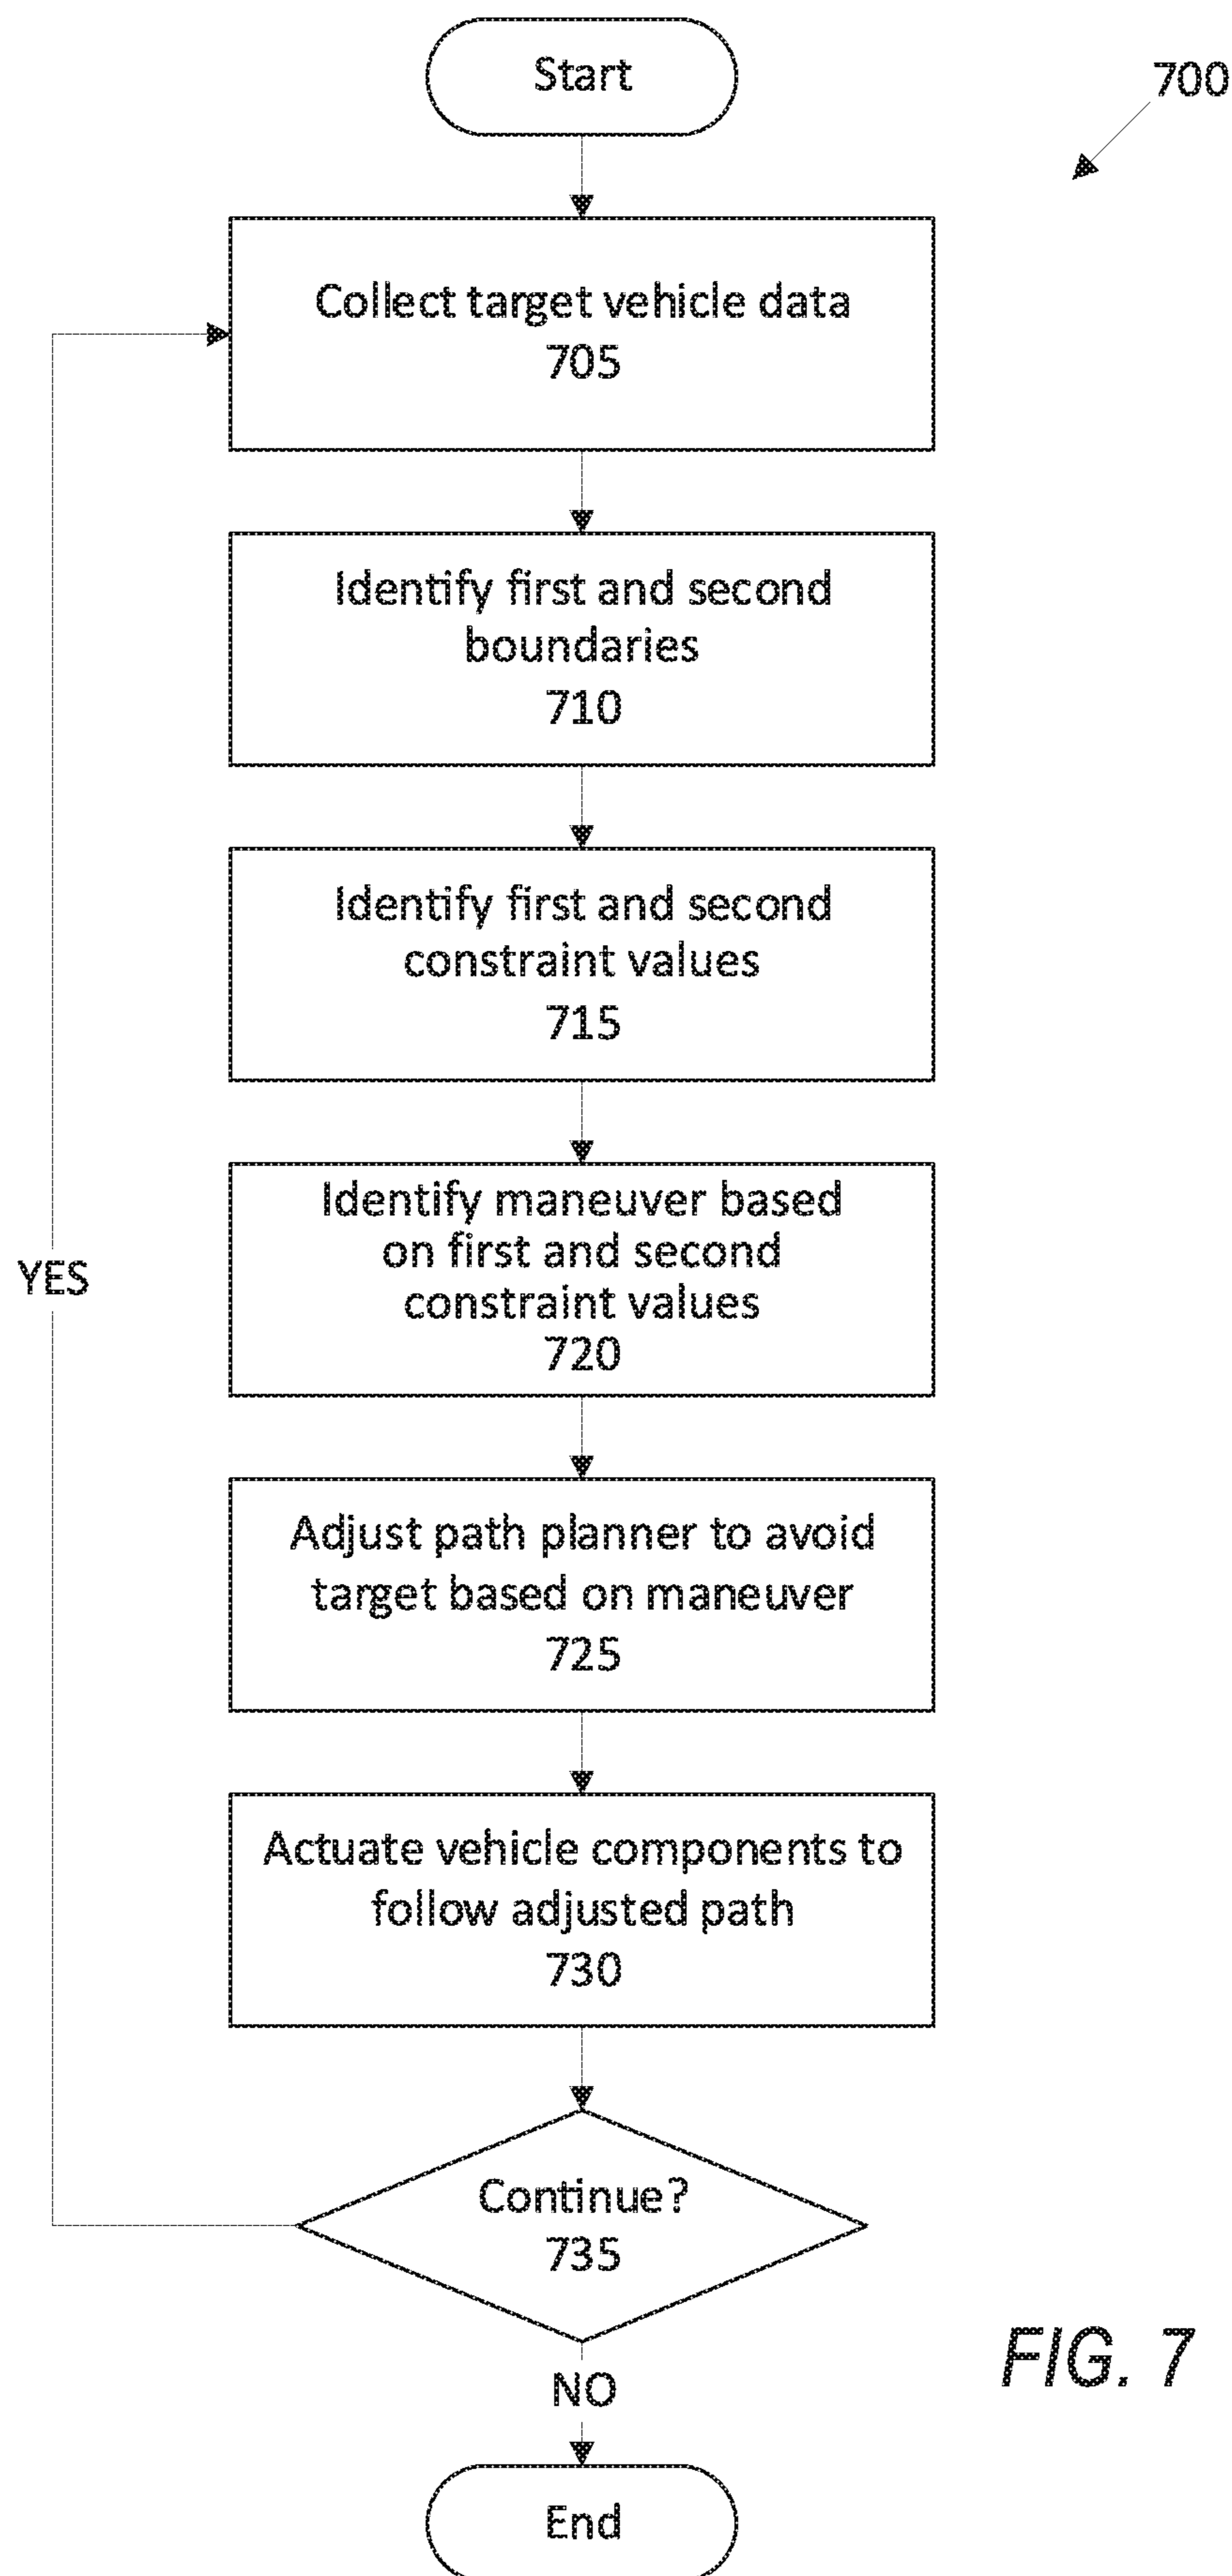 Start
700
Collect target vehicle data
705
Identify first and second
boundaries
710
Identify first and second
constraint values
715
Identify maneuver based
on first and second
constraint values
720
YES
Adjust path planner to avoid
target based on maneuver
725
Actuate vehicle components to
follow adjusted path
730
Continue?
735
NO
FIG. 7
End